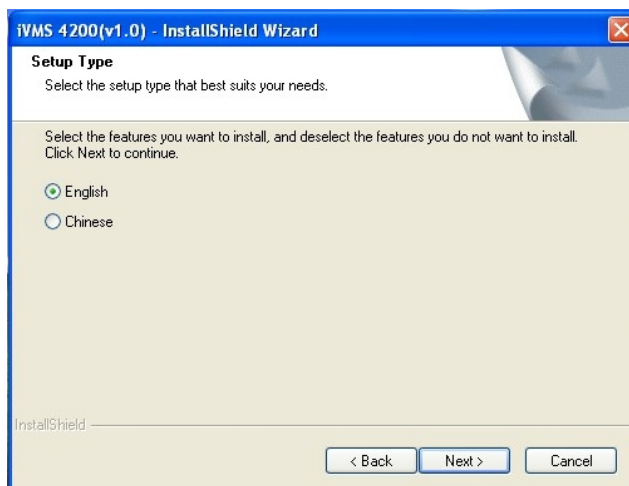 iVMS 4200(v1.0) - InstallShield Wizard
Setup Type
Select the setup type that best suits your needs.
Select the features you want to install, and deselect the features you do not want to install.
Click Next to continue.
English
Chinese
InstallShield
< Back
Next >
Cancel